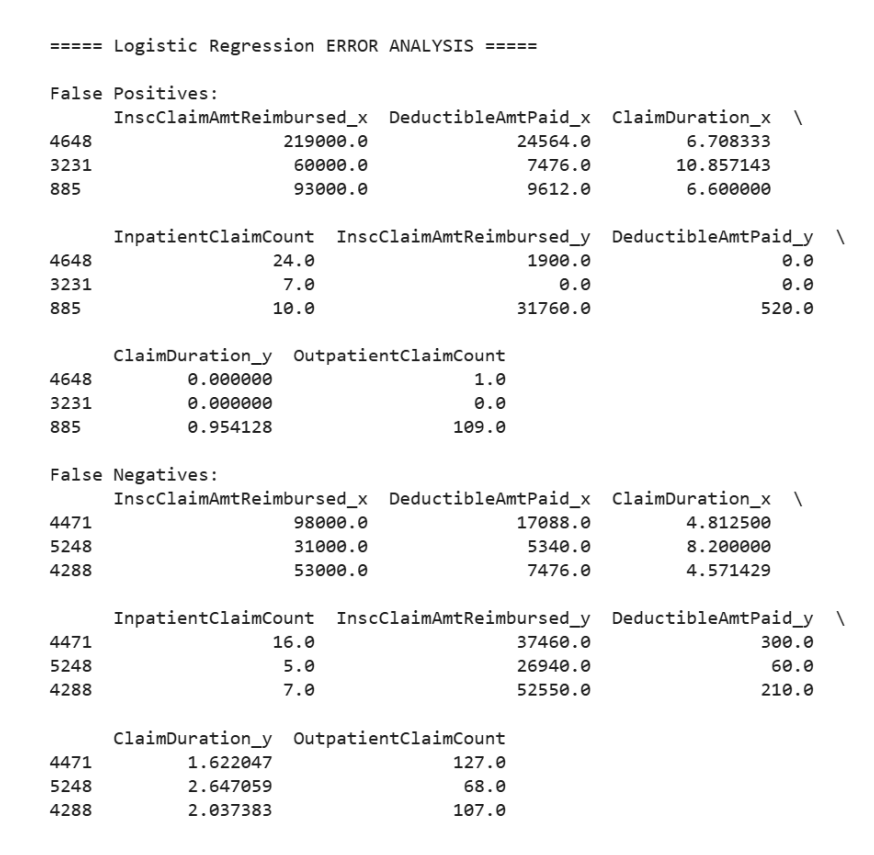 ===== Logistic Regression ERROR ANALYSIS =====
False Positives:
InscClaimAmtReimbursed_x DeductibleAmtPaid_x ClaimDuration_x \
4648 219000.0 24564.0 6.708333
3231 60000.0 7476.0 10.857143
885 93000.0 9612.0 6.600000
InpatientClaimCount InscClaimAmtReimbursed_y DeductibleAmtPaid_y \
4648 24.0 1900.0 0.0
3231 7.0 0.0 0.0
885 10.0 31760.0 520.0
ClaimDuration_y OutpatientClaimCount
4648 0.000000 1.0
3231 0.000000 0.0
885 0.954128 109.0
False Negatives:
InscClaimAmtReimbursed_x DeductibleAmtPaid_x ClaimDuration_x \
4471 98000.0 17088.0 4.812500
5248 31000.0 5340.0 8.200000
4288 53000.0 7476.0 4.571429
InpatientClaimCount InscClaimAmtReimbursed_y DeductibleAmtPaid_y \
4471 16.0 37460.0 300.0
5248 5.0 26940.0 60.0
4288 7.0 52550.0 210.0
ClaimDuration_y OutpatientClaimCount
4471 1.622047 127.0
5248 2.647059 68.0
4288 2.037383 107.0